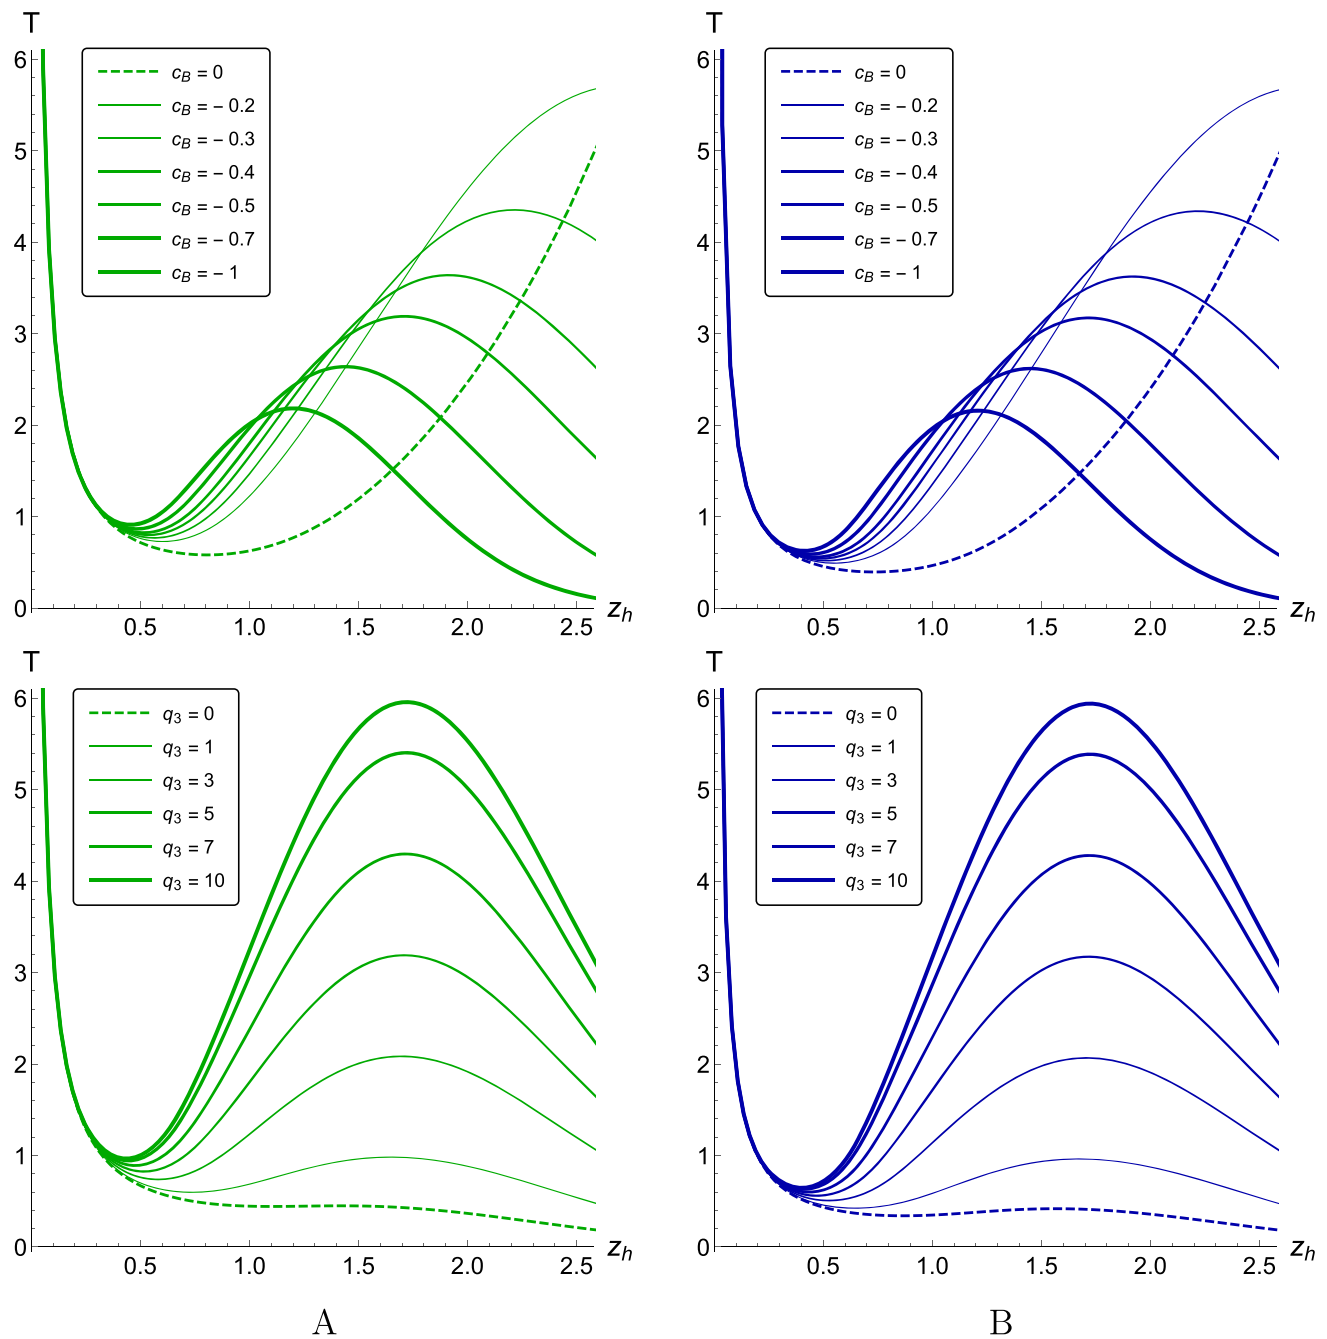 T
6
5
4
3
2
1
0
0.5 1.0 1.5 2.0 2.5 z_h
c_B = 0
c_B = – 0.2
c_B = – 0.3
c_B = – 0.4
c_B = – 0.5
c_B = – 0.7
c_B = – 1
T
6
5
4
3
2
1
0
0.5 1.0 1.5 2.0 2.5 z_h
c_B = 0
c_B = – 0.2
c_B = – 0.3
c_B = – 0.4
c_B = – 0.5
c_B = – 0.7
c_B = – 1
T
6
5
4
3
2
1
0
0.5 1.0 1.5 2.0 2.5 z_h
q_3 = 0
q_3 = 1
q_3 = 3
q_3 = 5
q_3 = 7
q_3 = 10
T
6
5
4
3
2
1
0
0.5 1.0 1.5 2.0 2.5 z_h
q_3 = 0
q_3 = 1
q_3 = 3
q_3 = 5
q_3 = 7
q_3 = 10
A
B